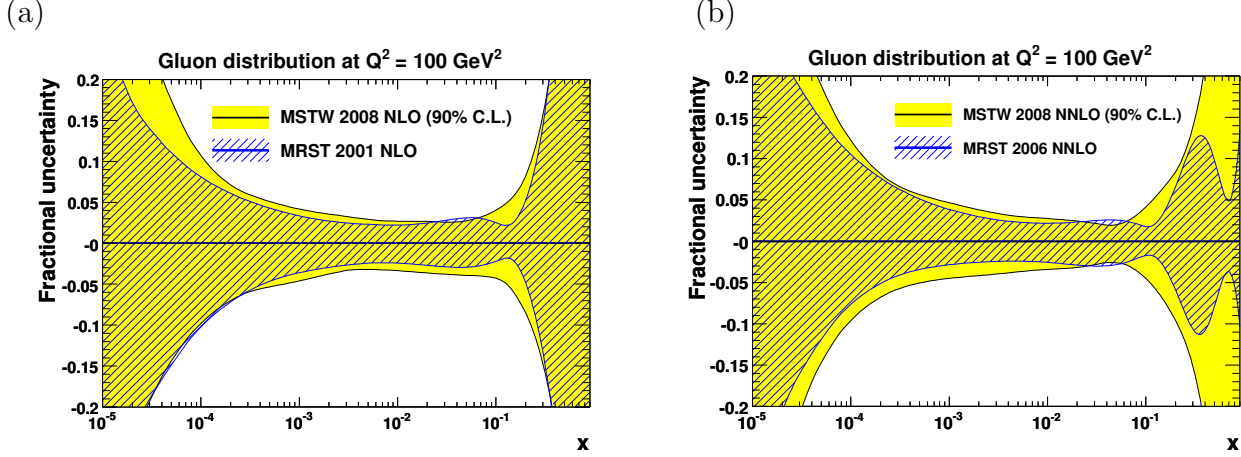 (a)
Gluon distribution at Q² = 100 GeV²
Fractional uncertainty
0.2
0.15
0.1
0.05
-0
-0.05
-0.1
-0.15
-0.2
MSTW 2008 NLO (90% C.L.)
MRST 2001 NLO
10⁻⁵
10⁻⁴
10⁻³
10⁻²
10⁻¹
x
(b)
Gluon distribution at Q² = 100 GeV²
Fractional uncertainty
0.2
0.15
0.1
0.05
-0
-0.05
-0.1
-0.15
-0.2
MSTW 2008 NNLO (90% C.L.)
MRST 2006 NNLO
10⁻⁵
10⁻⁴
10⁻³
10⁻²
10⁻¹
x